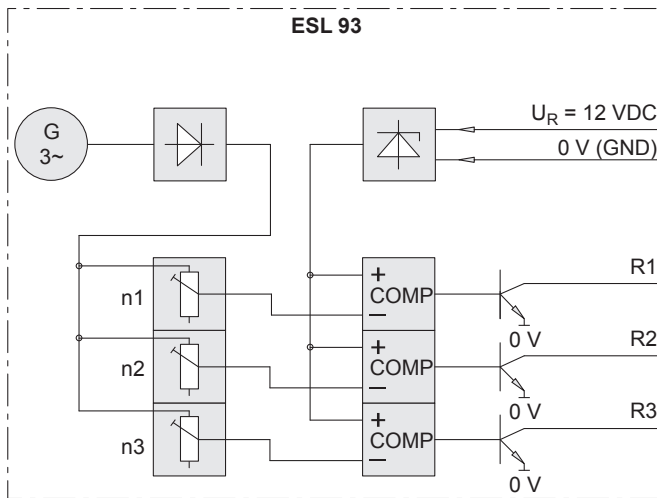 ESL 93
G
3~
U_R = 12 VDC
0 V (GND)
n1
+
COMP
−
R1
0 V
n2
+
COMP
−
R2
0 V
n3
+
COMP
−
R3
0 V